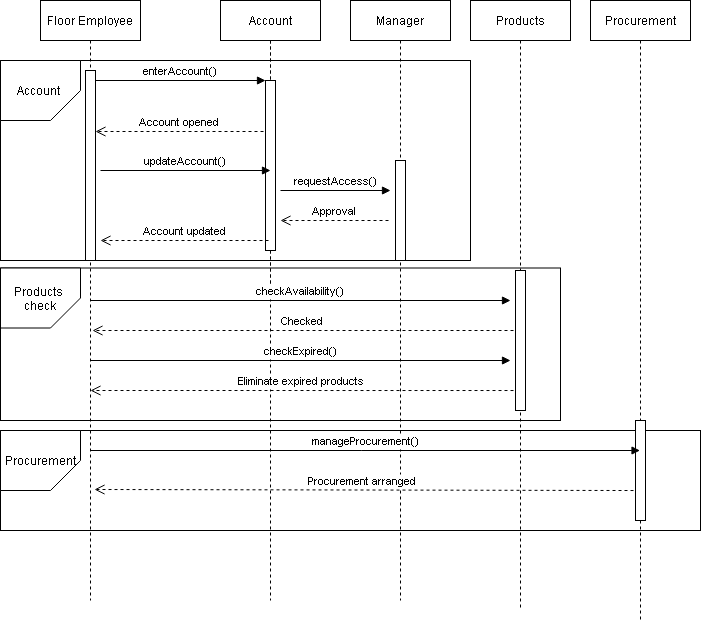 Floor Employee
Account
Manager
Products
Procurement
Account
enterAccount()
Account opened
updateAccount()
requestAccess()
Approval
Account updated
Products
check
checkAvailability()
Checked
checkExpired()
Eliminate expired products
Procurement
manageProcurement()
Procurement arranged